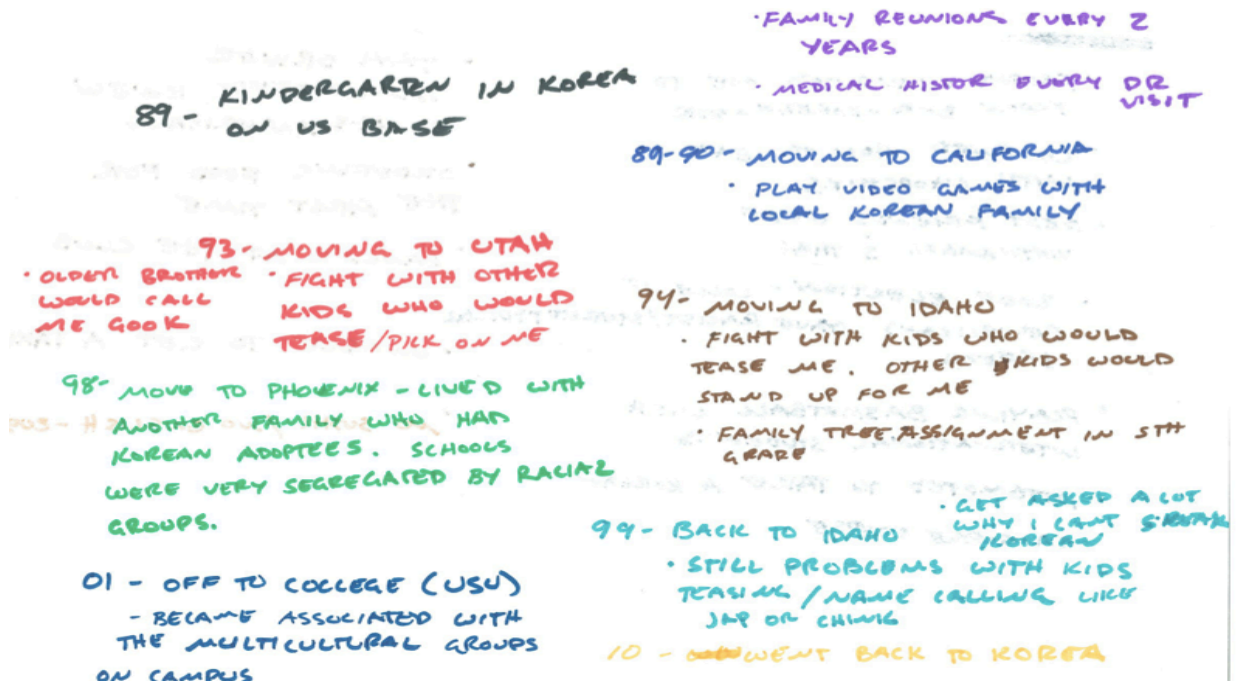 · FAMILY REUNIONS EVERY 2
YEARS
· MEDICAL HISTOR EVERY DR
VISIT
89 - KINDERGARTEN IN KOREA
ON US BASE
89-90 - MOVING TO CALIFORNIA
· PLAY VIDEO GAMES WITH
LOCAL KOREAN FAMILY
93 - MOVING TO UTAH
· OLDER BROTHER
WOULD CALL
ME GOOK
· FIGHT WITH OTHER
KIDS WHO WOULD
TEASE/PICK ON ME
94 - MOVING TO IDAHO
· FIGHT WITH KIDS WHO WOULD
TEASE ME. OTHER KIDS WOULD
STAND UP FOR ME
· FAMILY TREE ASSIGNMENT IN 5TH
GRADE
98 - MOVE TO PHOENIX - LIVED WITH
ANOTHER FAMILY WHO HAD
KOREAN ADOPTEES. SCHOOLS
WERE VERY SEGREGATED BY RACIAL
GROUPS.
99 - BACK TO IDAHO
· GET ASKED A LOT
WHY I CANT SPEAK
KOREAN
· STILL PROBLEMS WITH KIDS
TEASING / NAME CALLING LIKE
JAP OR CHINK
01 - OFF TO COLLEGE (USU)
- BECAME ASSOCIATED WITH
THE MULTICULTURAL GROUPS
ON CAMPUS
10 - WENT BACK TO KOREA